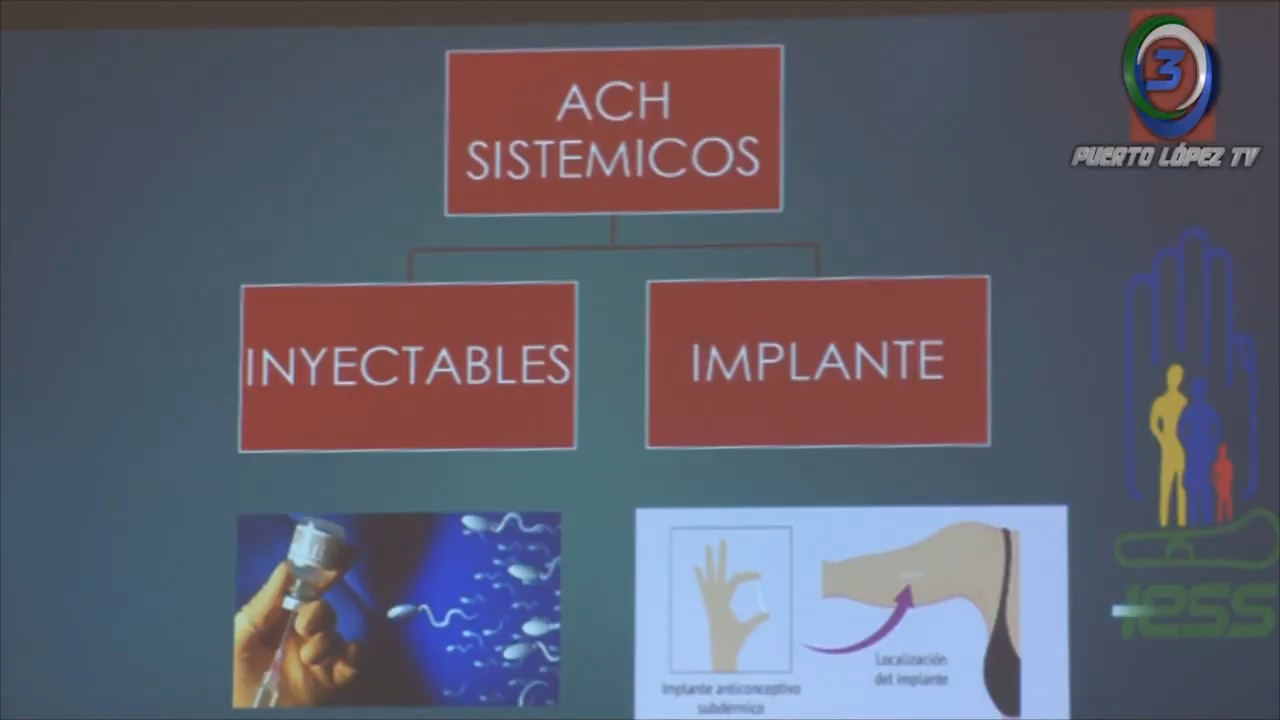 3
PUERTO LÓPEZ TV
ACH
SISTEMICOS
INYECTABLES
IMPLANTE
Implante anticonceptivo
subdérmico
Localización
del implante
IESS